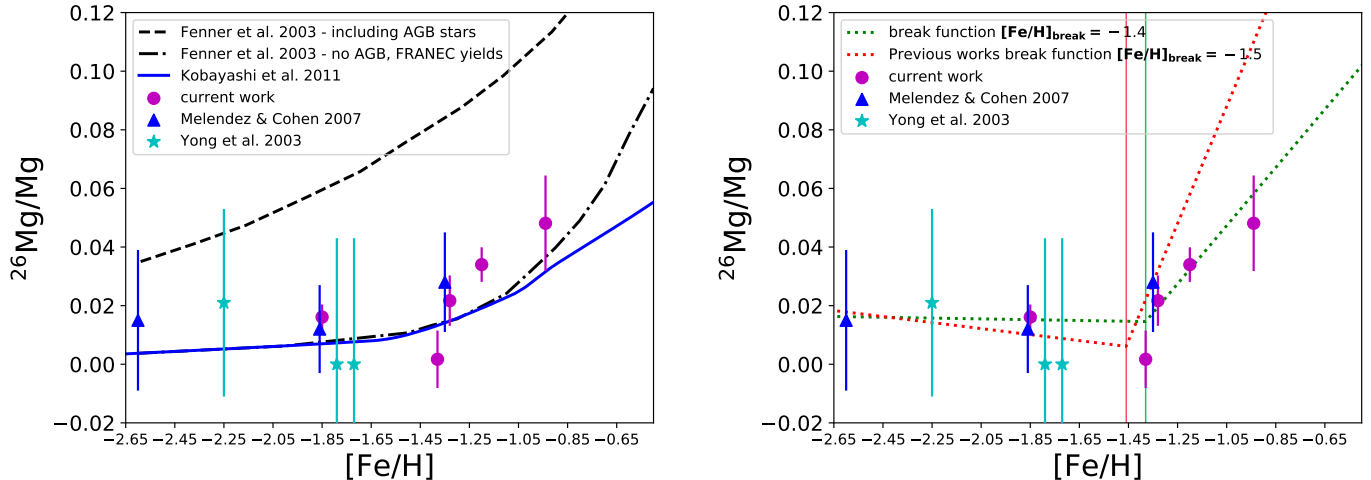 0.12
0.10
0.08
0.06
0.04
0.02
0.00
−0.02
²⁶Mg/Mg
Fenner et al. 2003 - including AGB stars
Fenner et al. 2003 - no AGB, FRANEC yields
Kobayashi et al. 2011
current work
Melendez & Cohen 2007
Yong et al. 2003
−2.65 −2.45 −2.25 −2.05 −1.85 −1.65 −1.45 −1.25 −1.05 −0.85 −0.65
[Fe/H]
0.12
0.10
0.08
0.06
0.04
0.02
0.00
−0.02
²⁶Mg/Mg
break function [Fe/H]break = −1.4
Previous works break function [Fe/H]break = −1.5
current work
Melendez & Cohen 2007
Yong et al. 2003
−2.65 −2.45 −2.25 −2.05 −1.85 −1.65 −1.45 −1.25 −1.05 −0.85 −0.65
[Fe/H]